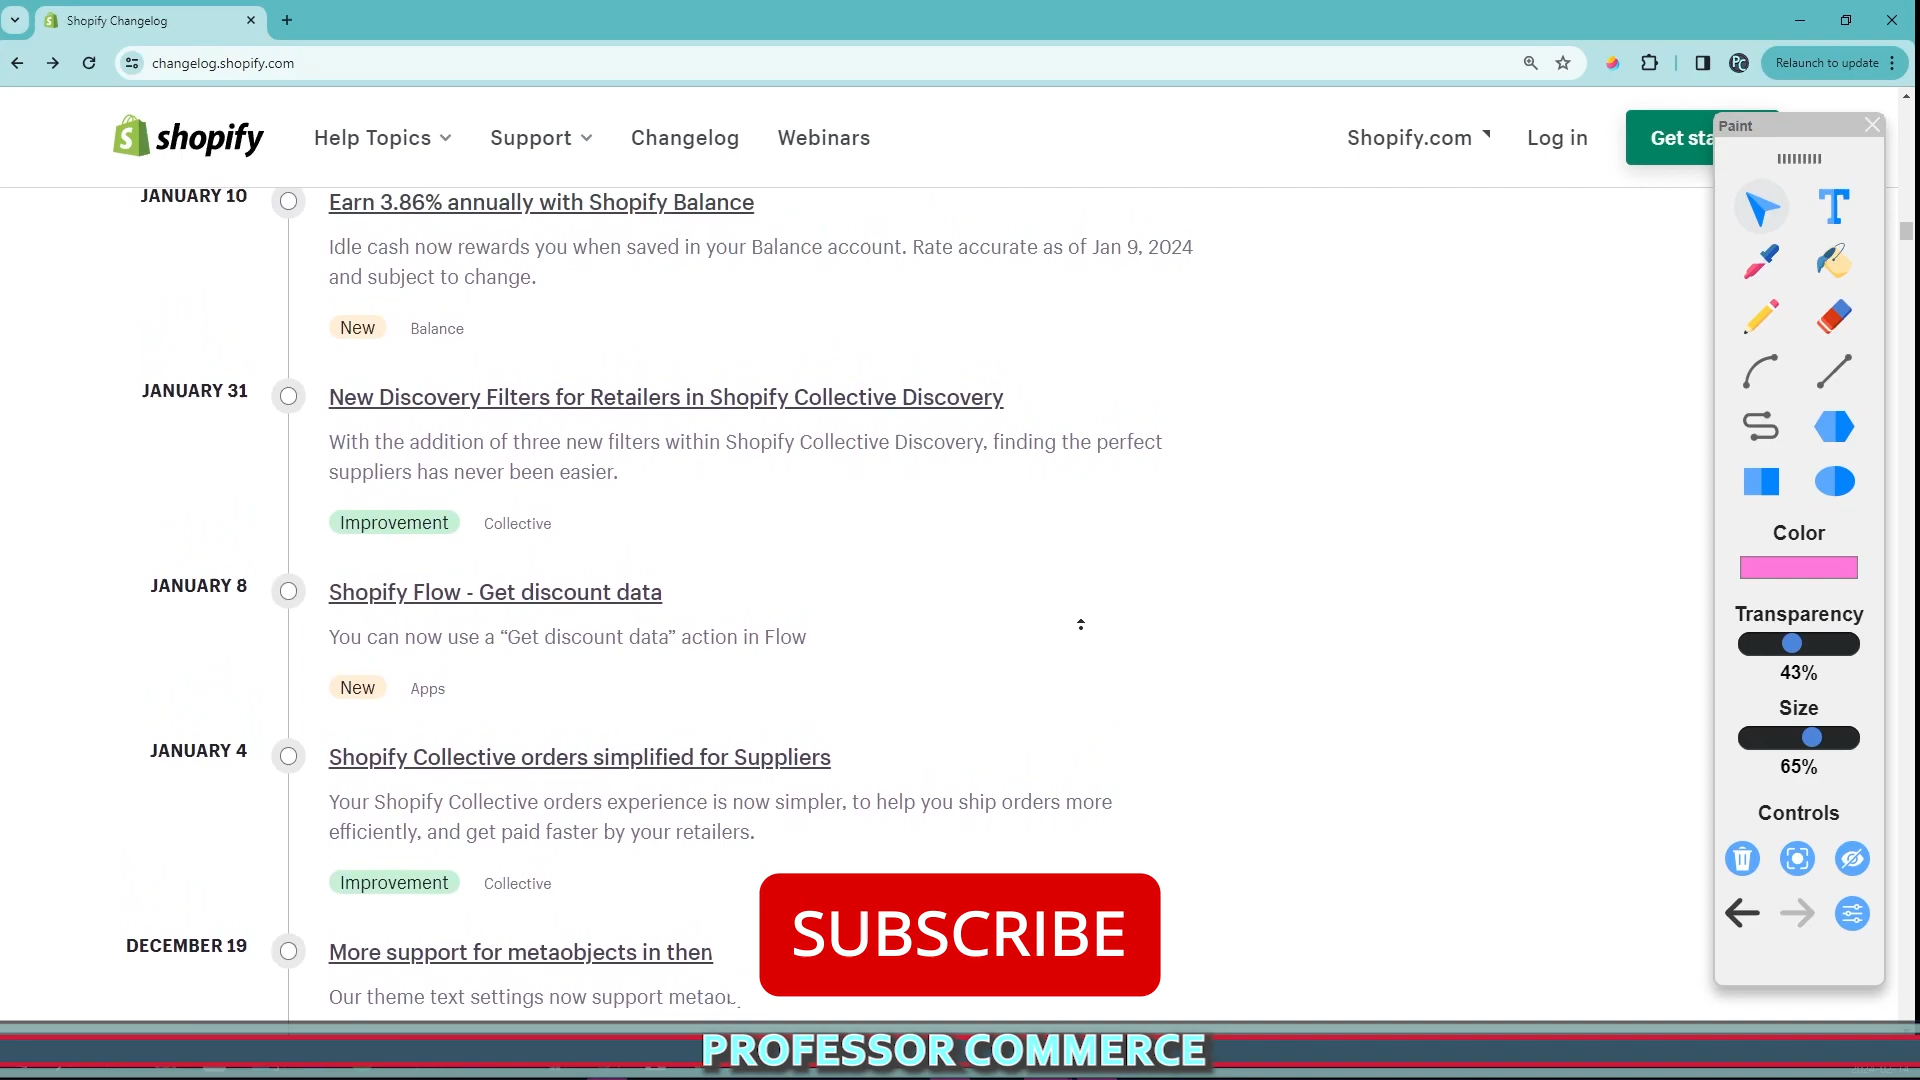 Shopify Changelog
changelog.shopify.com
Relaunch to update
shopify
Help Topics
Support
Changelog
Webinars
Shopify.com
Log in
Get sta
JANUARY 10
Earn 3.86% annually with Shopify Balance
Idle cash now rewards you when saved in your Balance account. Rate accurate as of Jan 9, 2024
and subject to change.
New Balance
JANUARY 31
New Discovery Filters for Retailers in Shopify Collective Discovery
With the addition of three new filters within Shopify Collective Discovery, finding the perfect
suppliers has never been easier.
Improvement Collective
JANUARY 8
Shopify Flow - Get discount data
You can now use a “Get discount data” action in Flow
New Apps
JANUARY 4
Shopify Collective orders simplified for Suppliers
Your Shopify Collective orders experience is now simpler, to help you ship orders more
efficiently, and get paid faster by your retailers.
Improvement Collective
DECEMBER 19
More support for metaobjects in then
Our theme text settings now support
Paint
Color
Transparency
43%
Size
65%
Controls
SUBSCRIBE
PROFESSOR COMMERCE